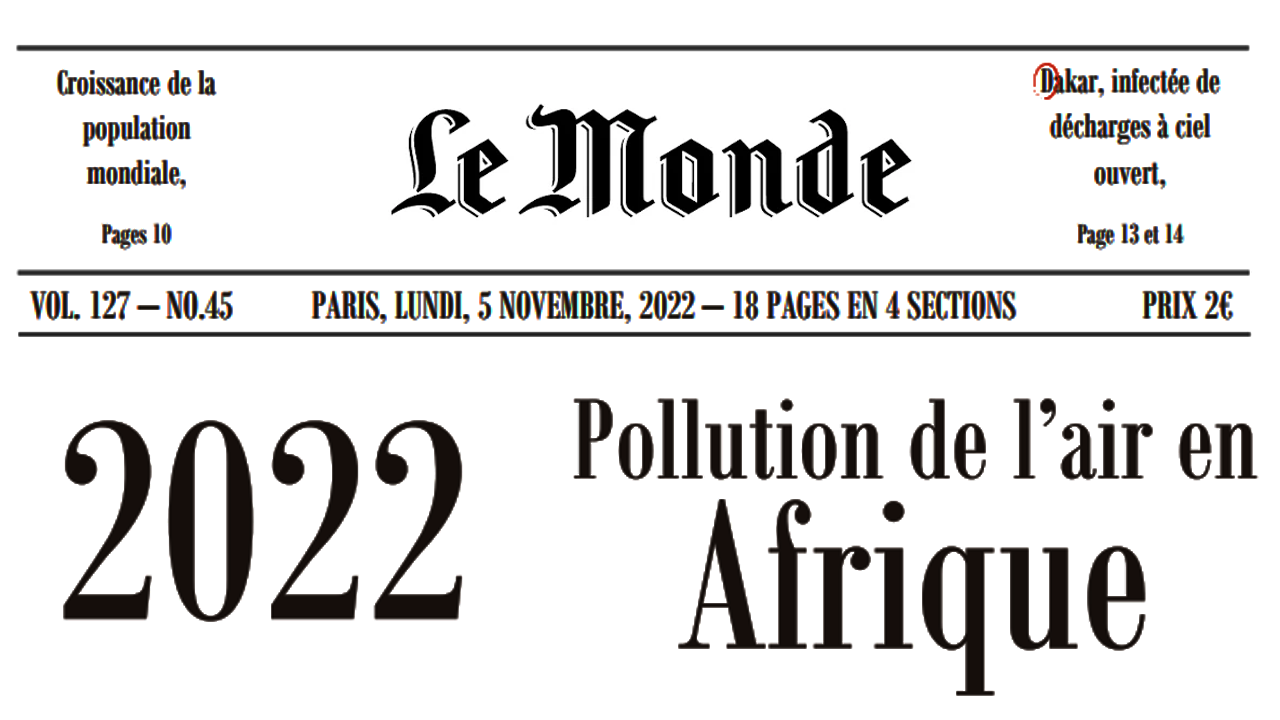 Croissance de la
population
mondiale,
Pages 10
Le Monde
Dakar, infectée de
décharges à ciel
ouvert,
Page 13 et 14
VOL. 127 – NO.45
PARIS, LUNDI, 5 NOVEMBRE, 2022 – 18 PAGES EN 4 SECTIONS
PRIX 2€
2022
Pollution de l’air en
Afrique